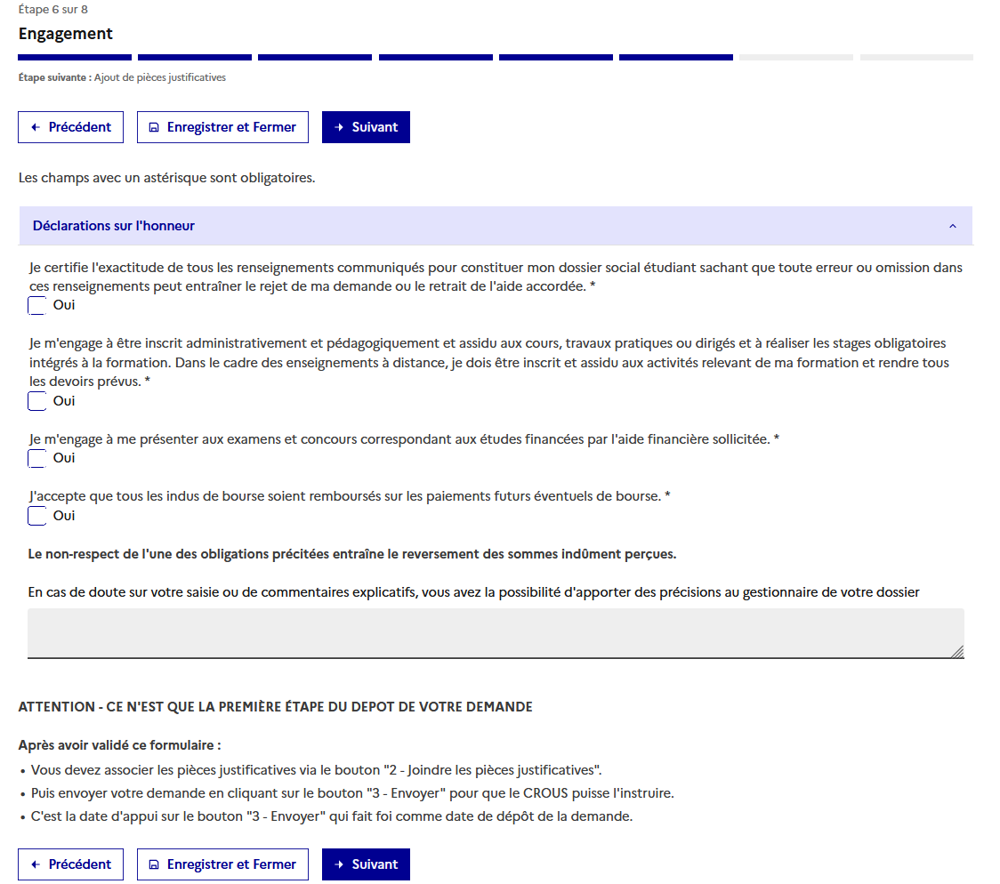 Étape 6 sur 8
Engagement
Étape suivante : Ajout de pièces justificatives
Précédent
Enregistrer et Fermer
Suivant
Les champs avec un astérisque sont obligatoires.
Déclarations sur l'honneur
Je certifie l'exactitude de tous les renseignements communiqués pour constituer mon dossier social étudiant sachant que toute erreur ou omission dans
ces renseignements peut entraîner le rejet de ma demande ou le retrait de l'aide accordée. *
Oui
Je m'engage à être inscrit administrativement et pédagogiquement et assidu aux cours, travaux pratiques ou dirigés et à réaliser les stages obligatoires
intégrés à la formation. Dans le cadre des enseignements à distance, je dois être inscrit et assidu aux activités relevant de ma formation et rendre tous
les devoirs prévus. *
Oui
Je m'engage à me présenter aux examens et concours correspondant aux études financées par l'aide financière sollicitée. *
Oui
J'accepte que tous les indus de bourse soient remboursés sur les paiements futurs éventuels de bourse. *
Oui
Le non-respect de l'une des obligations précitées entraîne le reversement des sommes indûment perçues.
En cas de doute sur votre saisie ou de commentaires explicatifs, vous avez la possibilité d'apporter des précisions au gestionnaire de votre dossier
ATTENTION - CE N'EST QUE LA PREMIÈRE ÉTAPE DU DEPOT DE VOTRE DEMANDE
Après avoir validé ce formulaire :
• Vous devez associer les pièces justificatives via le bouton "2 - Joindre les pièces justificatives".
• Puis envoyer votre demande en cliquant sur le bouton "3 - Envoyer" pour que le CROUS puisse l'instruire.
• C'est la date d'appui sur le bouton "3 - Envoyer" qui fait foi comme date de dépôt de la demande.
Précédent
Enregistrer et Fermer
Suivant